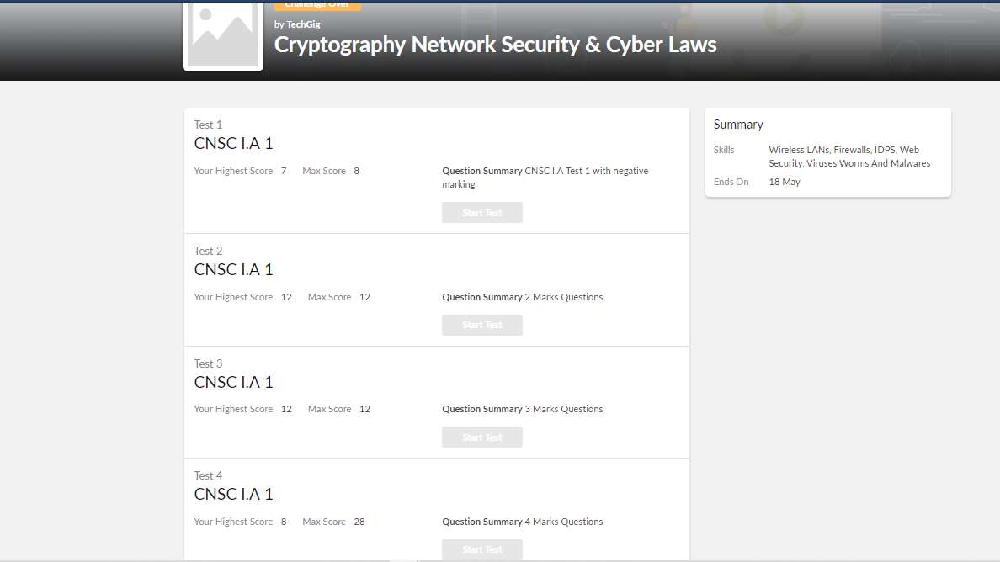 Challenge Over
by TechGig
Cryptography Network Security & Cyber Laws
Test 1
CNSC I.A 1
Your Highest Score 7 Max Score 8
Question Summary CNSC I.A Test 1 with negative
marking
Start Test
Test 2
CNSC I.A 1
Your Highest Score 12 Max Score 12
Question Summary 2 Marks Questions
Start Test
Test 3
CNSC I.A 1
Your Highest Score 12 Max Score 12
Question Summary 3 Marks Questions
Start Test
Test 4
CNSC I.A 1
Your Highest Score 8 Max Score 28
Question Summary 4 Marks Questions
Start Test
Summary
Skills Wireless LANs, Firewalls, IDPS, Web
Security, Viruses Worms And Malwares
Ends On 18 May